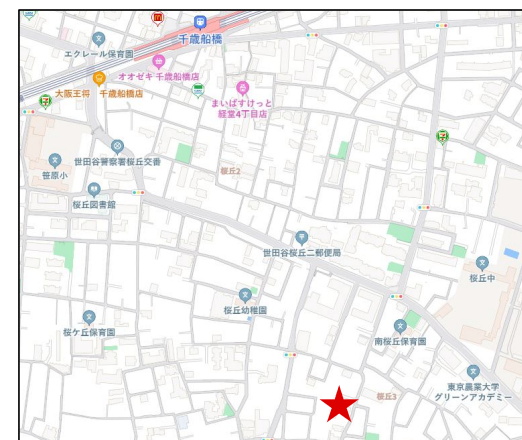 千歳船橋
エクレール保育園
オオゼキ 千歳船橋店
大阪王将 千歳船橋店
まいばすけっと
経堂4丁目店
世田谷警察署桜丘交番
笹原小
桜丘2
桜丘図書館
世田谷桜丘二郵便局
桜丘中
桜丘幼稚園
桜ケ丘保育園
南桜丘保育園
東京農業大学
グリーンアカデミー
桜丘3